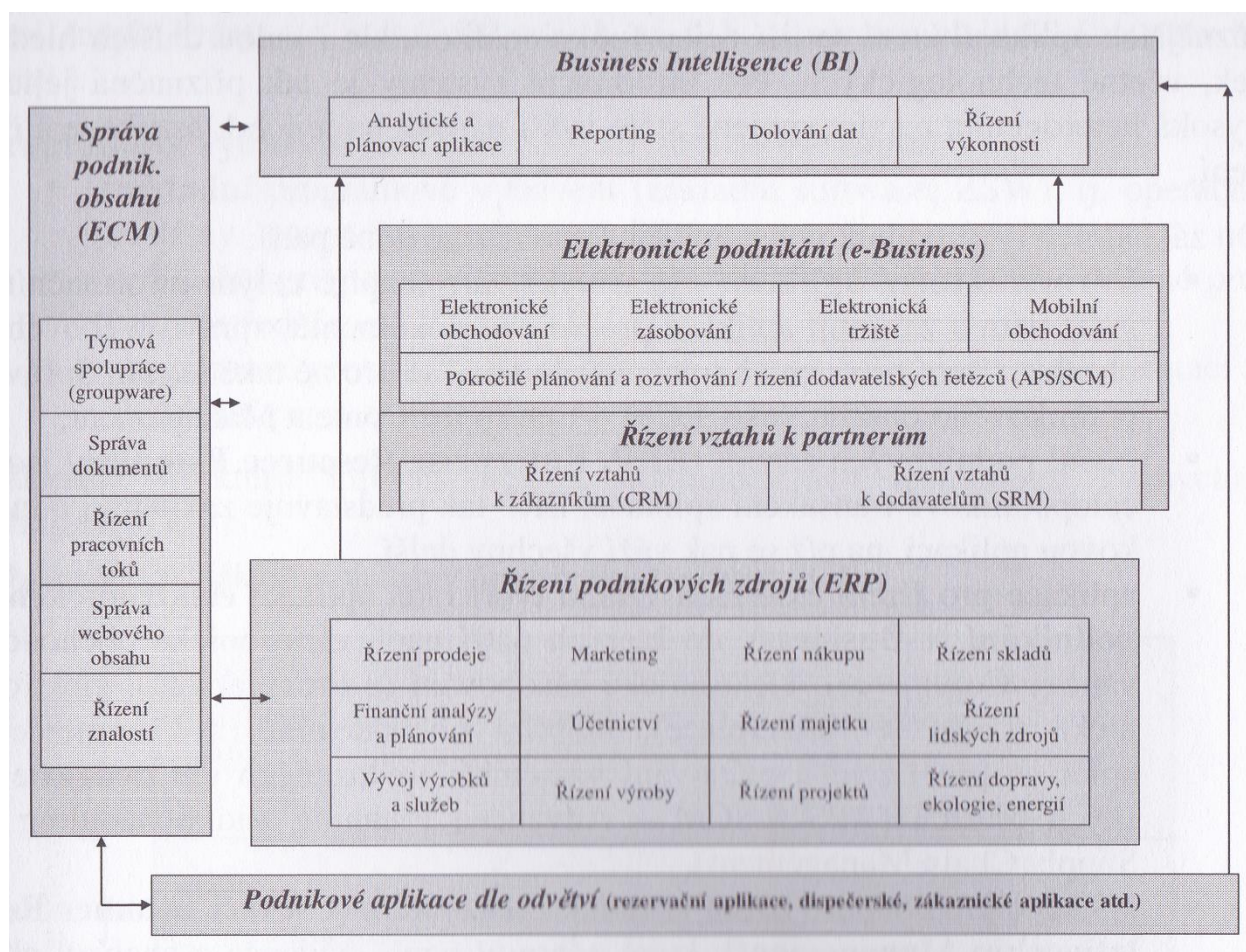 Business Intelligence (BI)
Analytické a
plánovací aplikace
Reporting
Dolování dat
Řízení
výkonnosti
Správa
podnik.
obsahu
(ECM)
Týmová
spolupráce
(groupware)
Správa
dokumentů
Řízení
pracovních
toků
Správa
webového
obsahu
Řízení
znalostí
Elektronické podnikání (e-Business)
Elektronické
obchodování
Elektronické
zásobování
Elektronická
tržiště
Mobilní
obchodování
Pokročilé plánování a rozvrhování / řízení dodavatelských řetězců (APS/SCM)
Řízení vztahů k partnerům
Řízení vztahů
k zákazníkům (CRM)
Řízení vztahů
k dodavatelům (SRM)
Řízení podnikových zdrojů (ERP)
Řízení prodeje
Marketing
Řízení nákupu
Řízení skladů
Finanční analýzy
a plánování
Účetnictví
Řízení majetku
Řízení
lidských zdrojů
Vývoj výrobků
a služeb
Řízení výroby
Řízení projektů
Řízení dopravy,
ekologie, energií
Podnikové aplikace dle odvětví (rezervační aplikace, dispečerské, zákaznické aplikace atd.)